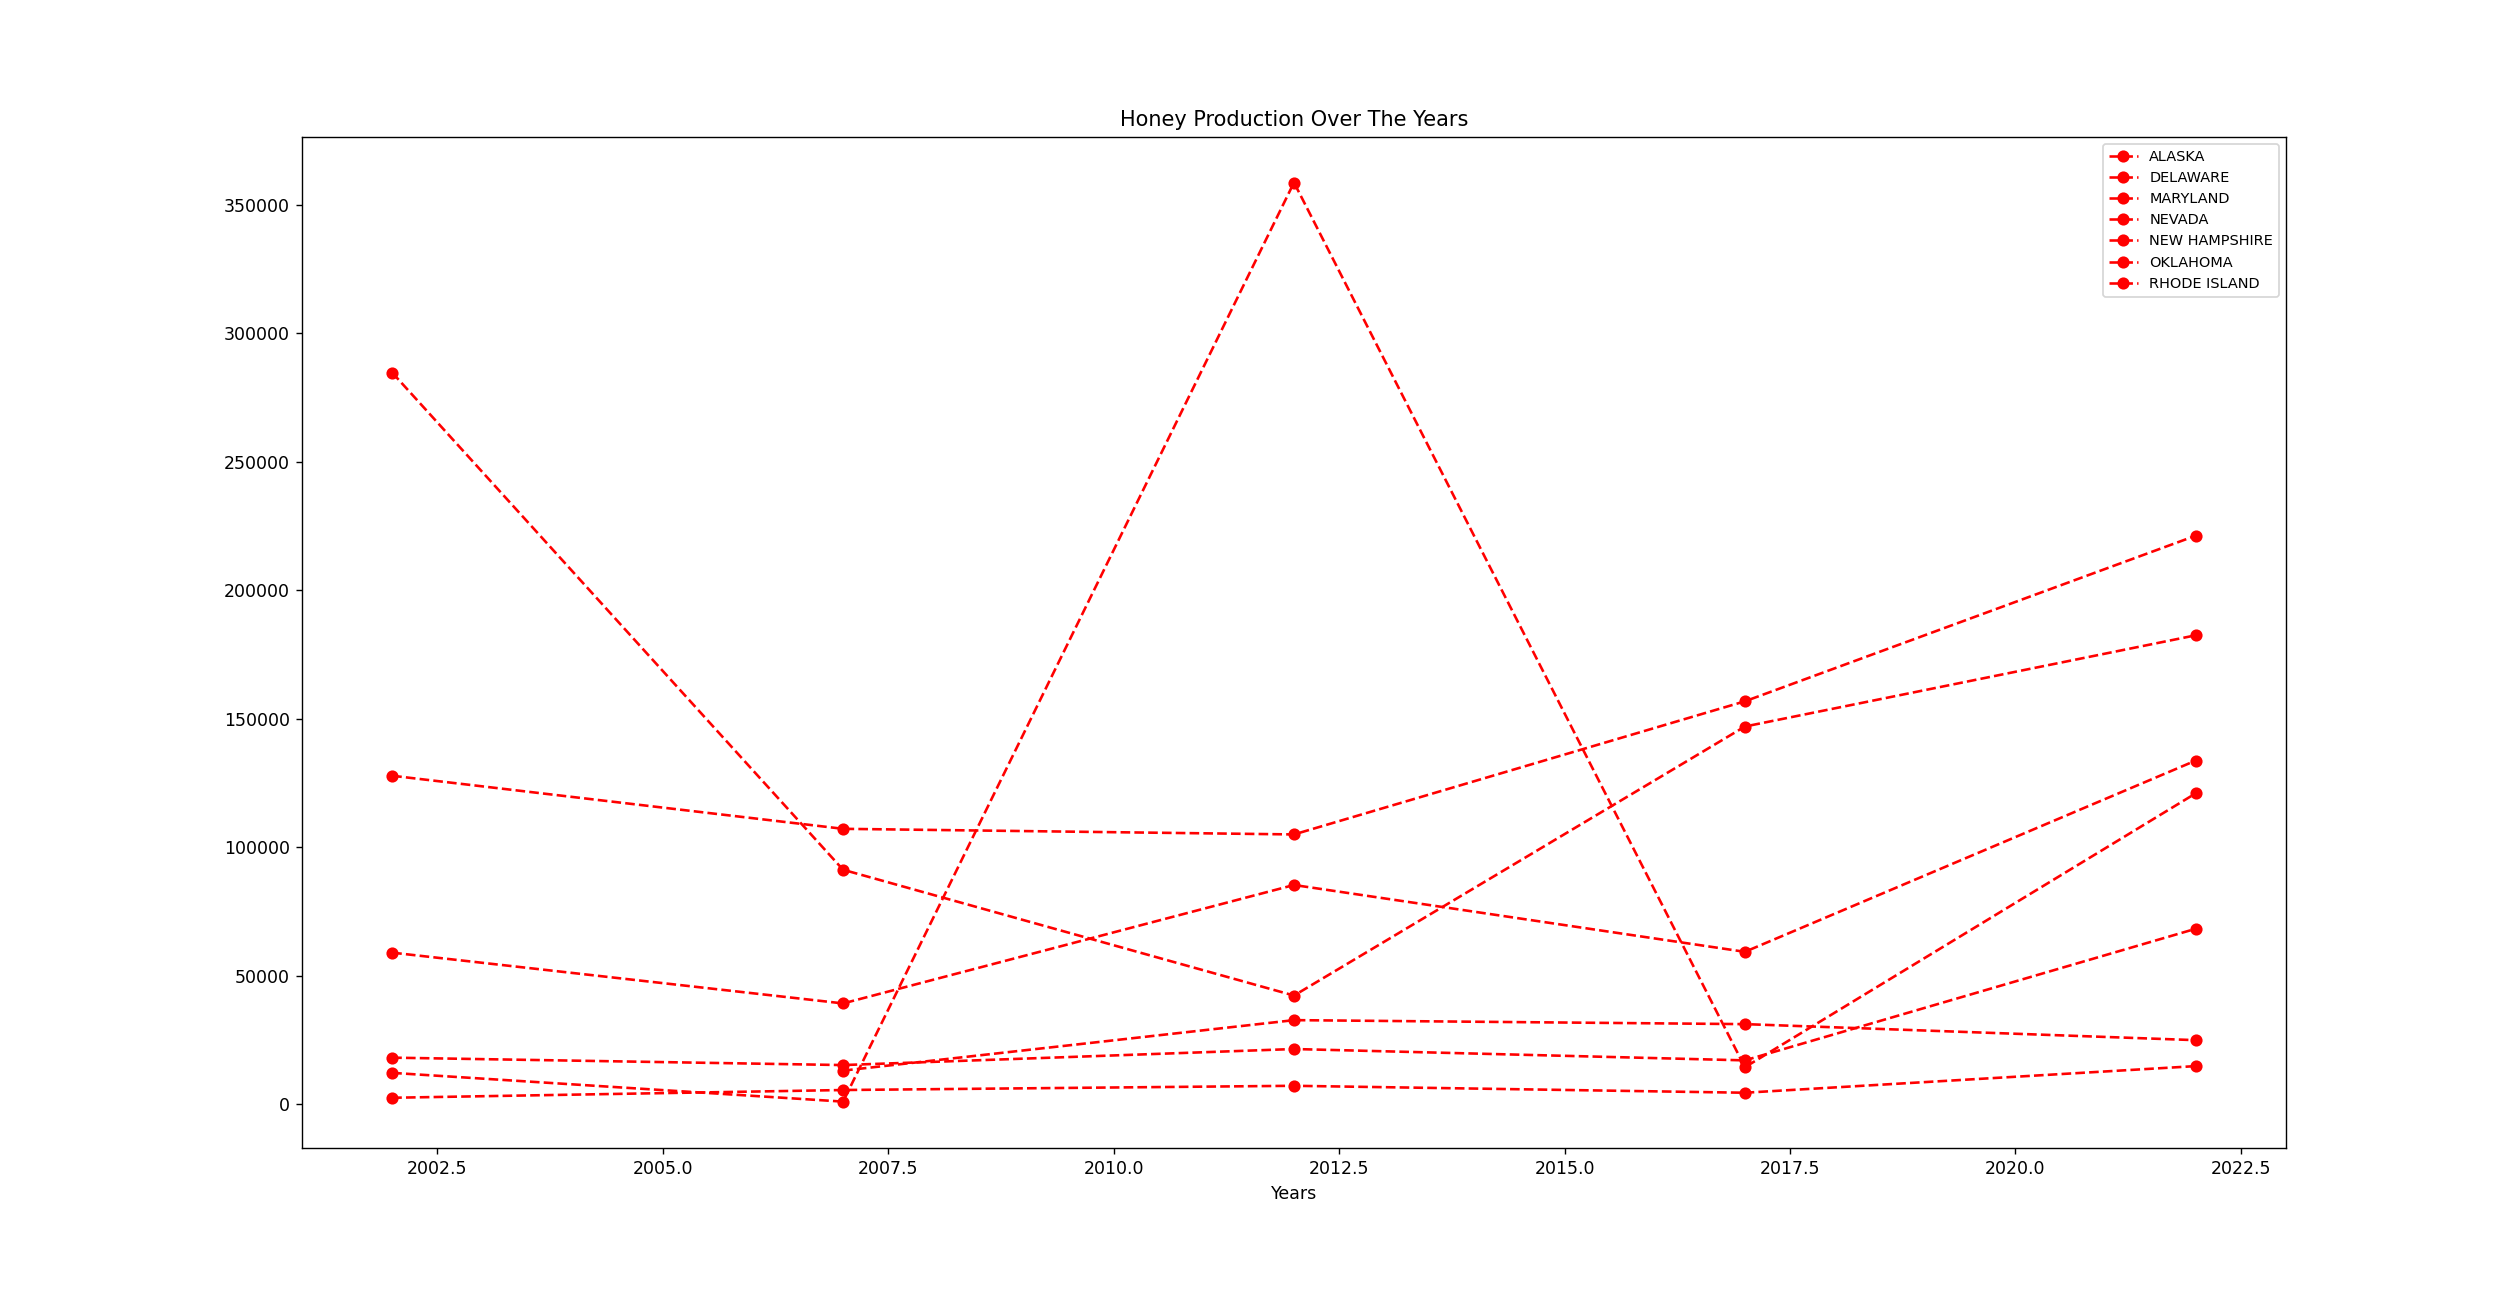 Honey Production Over The Years
350000
300000
250000
200000
150000
100000
50000
0
ALASKA
DELAWARE
MARYLAND
NEVADA
NEW HAMPSHIRE
OKLAHOMA
RHODE ISLAND
2002.5 2005.0 2007.5 2010.0 2012.5 2015.0 2017.5 2020.0 2022.5
Years